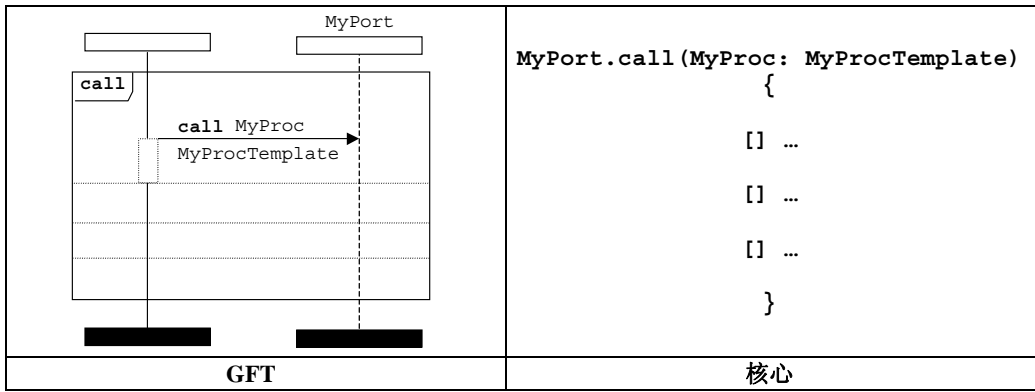 MyPort
call
call MyProc
MyProcTemplate
MyPort.call(MyProc: MyProcTemplate)
{
[] …
[] …
[] …
}
GFT
核心